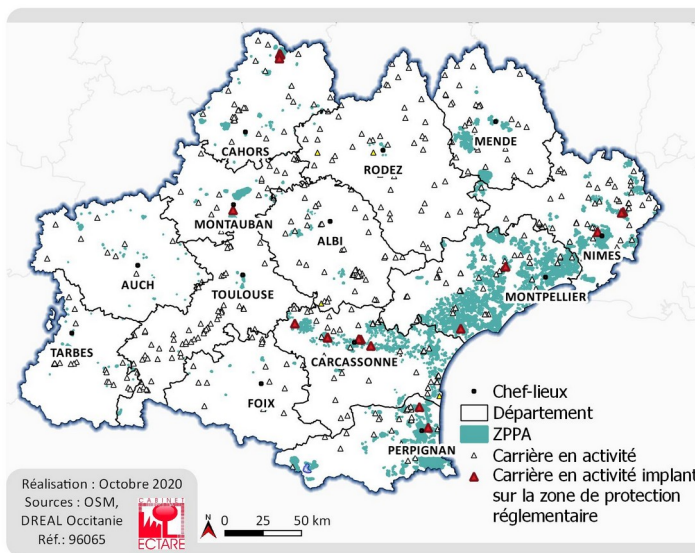 CAHORS
MENDE
RODEZ
MONTAUBAN
ALBI
NIMES
AUCH
TOULOUSE
MONTPELLIER
TARBES
CARCASSONNE
FOIX
PERPIGNAN
Chef-lieux
Département
ZPPA
Carrière en activité
Carrière en activité implant
sur la zone de protection
réglementaire
Réalisation : Octobre 2020
Sources : OSM,
DREAL Occitanie
Réf.: 96065
CABINET
ECTARE
N
0 25 50 km